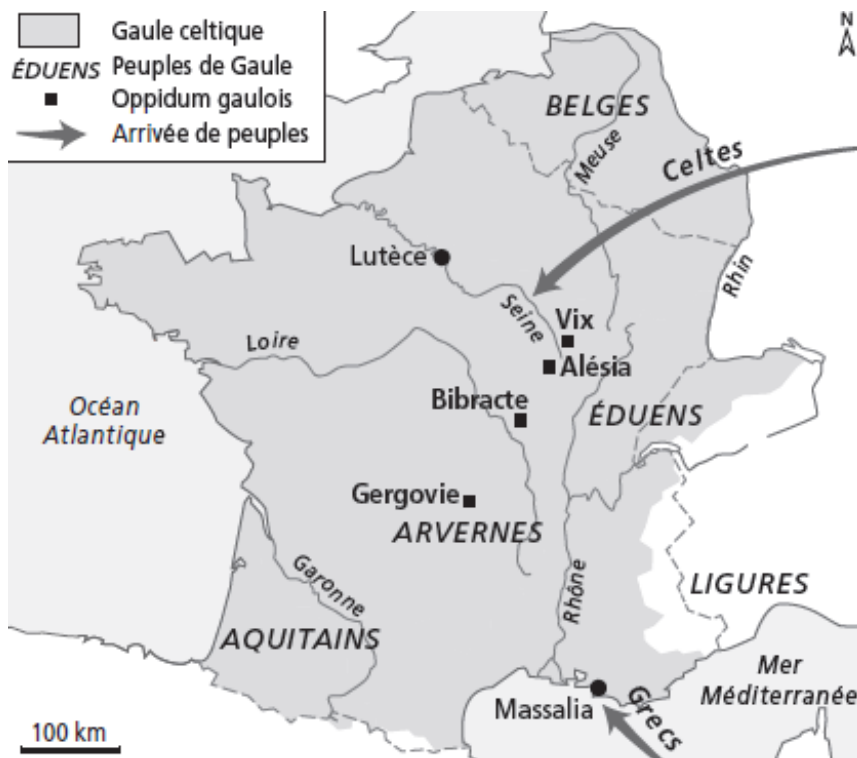 Gaule celtique
ÉDUENS Peuples de Gaule
Oppidum gaulois
Arrivée de peuples
N
BELGES
Meuse
Celtes
Rhin
Lutèce
Seine
Vix
Alésia
Loire
Bibracte
ÉDUENS
Océan
Atlantique
Gergovie
ARVERNES
Garonne
Rhône
LIGURES
AQUITAINS
Mer
Méditerranée
Massalia
Grecs
100 km